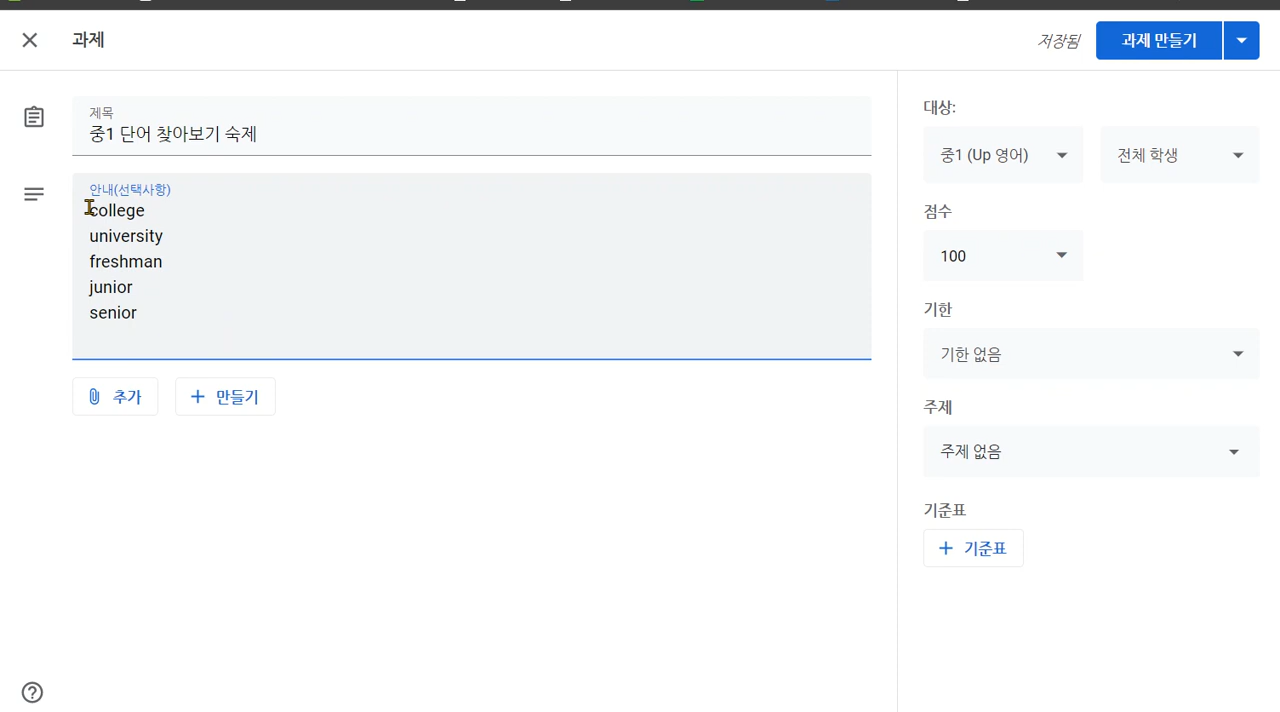 과제
저장됨
과제 만들기
제목
중1 단어 찾아보기 숙제
안내(선택사항)
college
university
freshman
junior
senior
추가
만들기
대상:
중1 (Up 영어)
전체 학생
점수
100
기한
기한 없음
주제
주제 없음
기준표
기준표